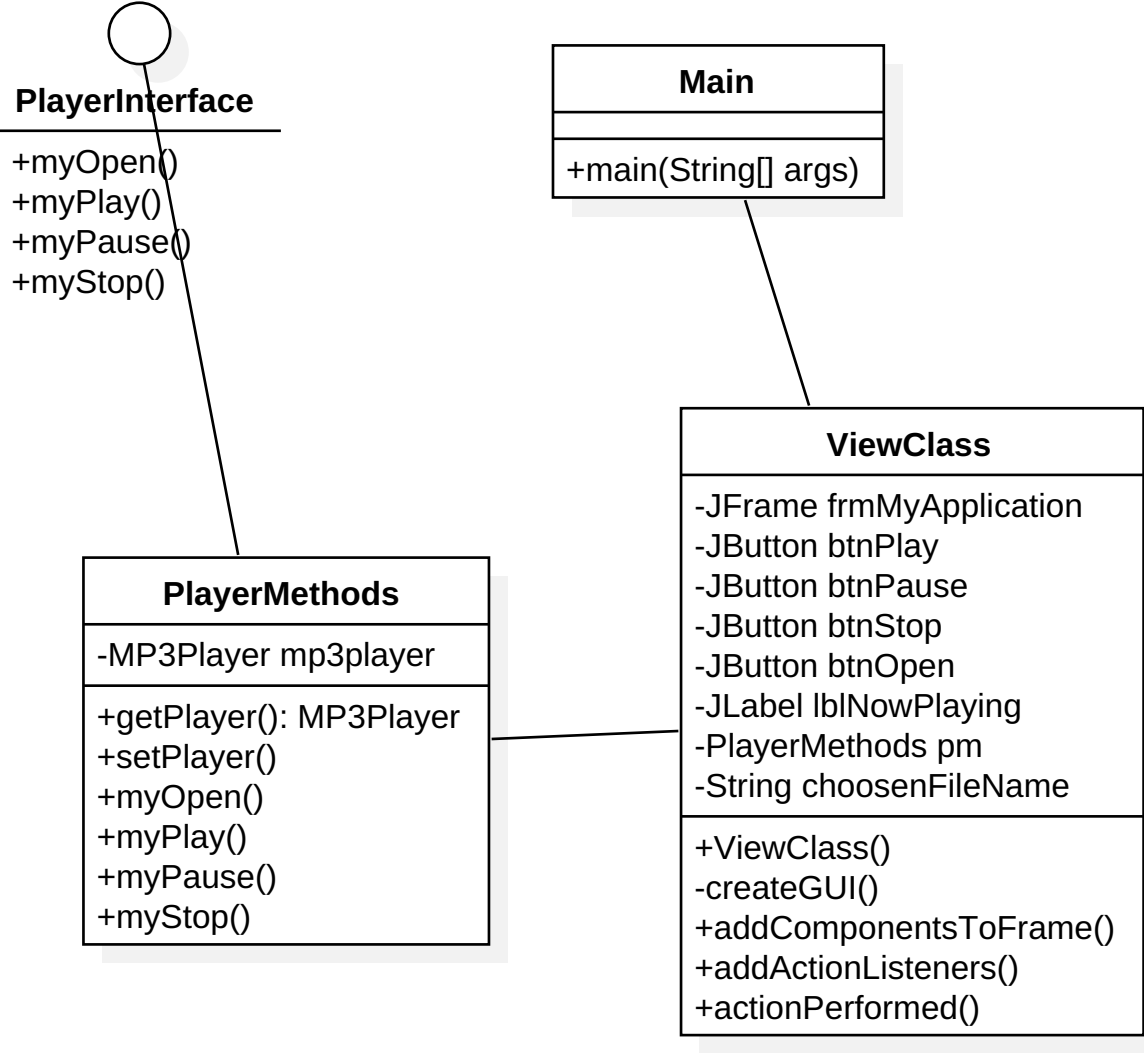 PlayerInterface
+myOpen()
+myPlay()
+myPause()
+myStop()
Main
+main(String[] args)
PlayerMethods
-MP3Player mp3player
+getPlayer(): MP3Player
+setPlayer()
+myOpen()
+myPlay()
+myPause()
+myStop()
ViewClass
-JFrame frmMyApplication
-JButton btnPlay
-JButton btnPause
-JButton btnStop
-JButton btnOpen
-JLabel lblNowPlaying
-PlayerMethods pm
-String choosenFileName
+ViewClass()
-createGUI()
+addComponentsToFrame()
+addActionListeners()
+actionPerformed()